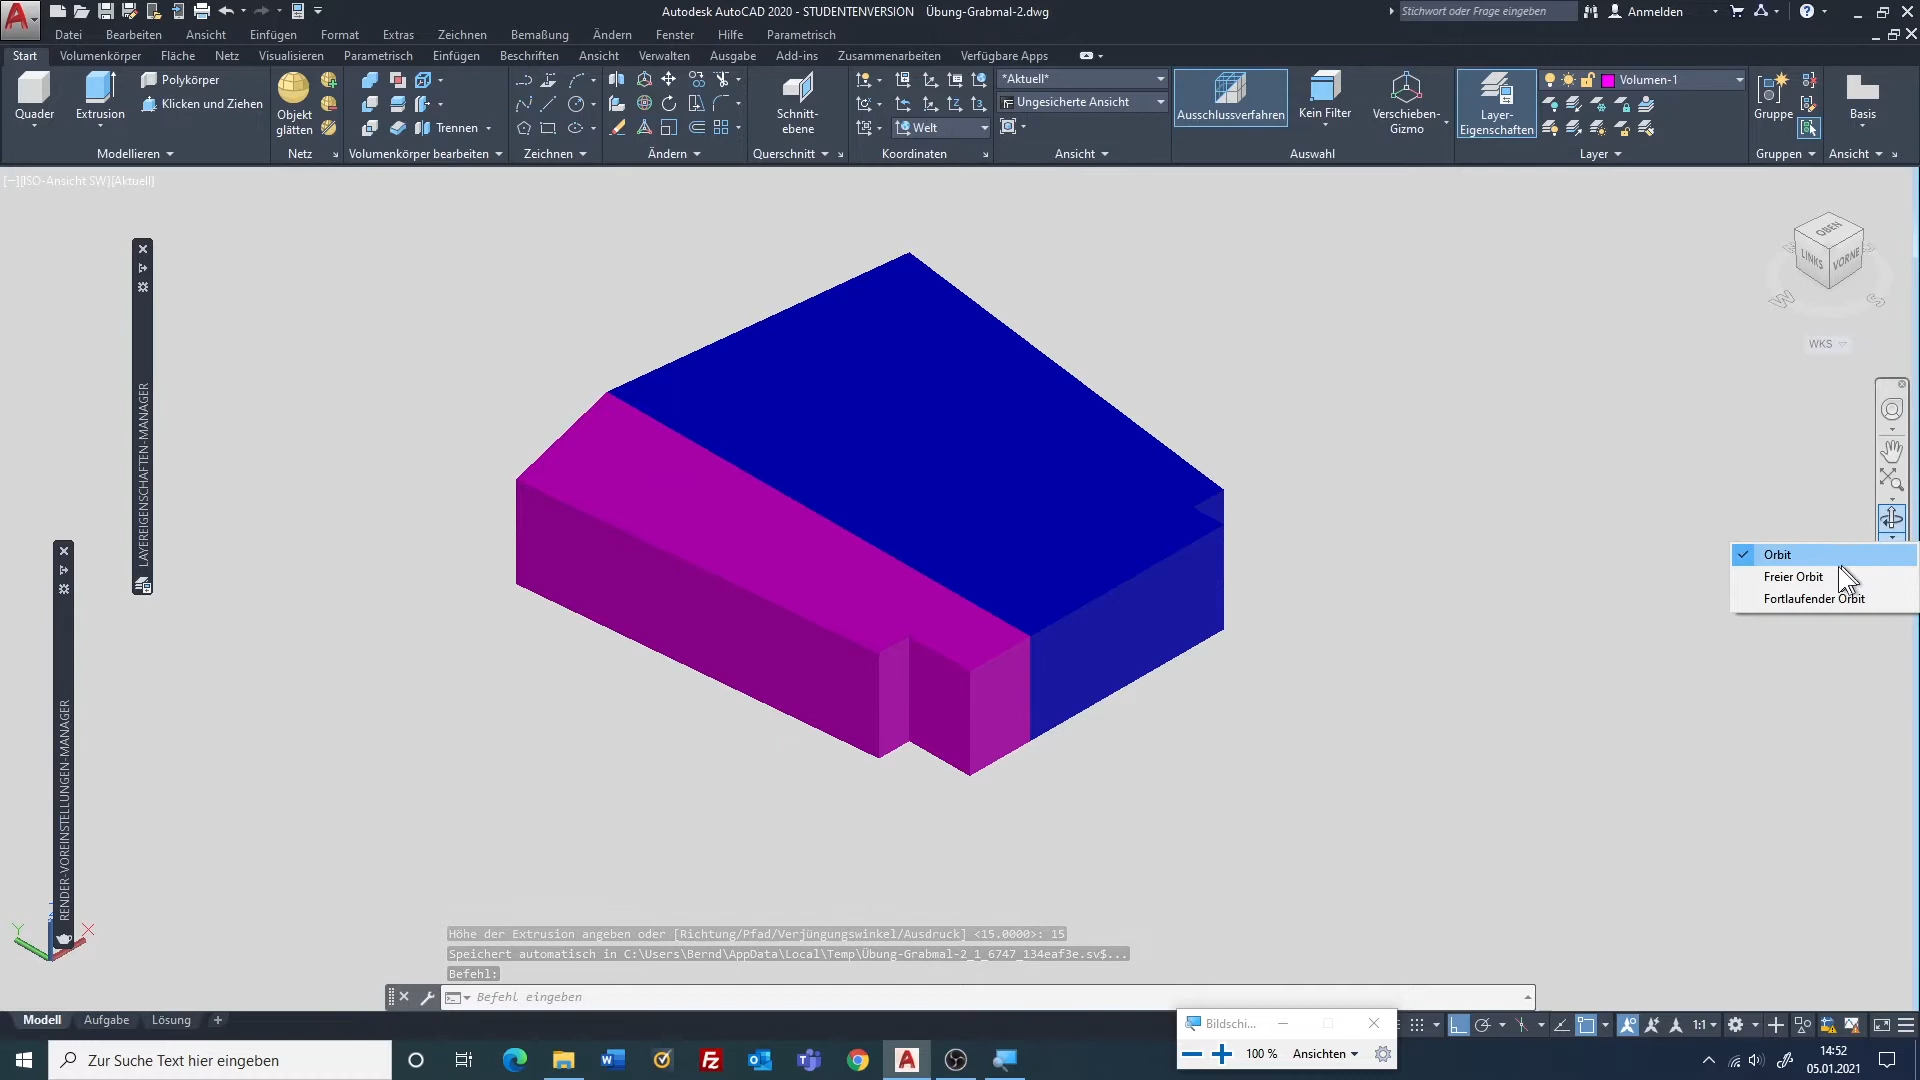 Autodesk AutoCAD 2020 - STUDENTENVERSION Übung-Grabmal-2.dwg
Stichwort oder Frage eingeben
Anmelden
Datei Bearbeiten Ansicht Einfügen Format Extras Zeichnen Bemaßung Ändern Fenster Hilfe Parametrisch
Start Volumenkörper Fläche Netz Visualisieren Parametrisch Einfügen Beschriften Ansicht Verwalten Ausgabe Add-ins Zusammenarbeiten Verfügbare Apps
Quader
Extrusion
Polykörper
Klicken und Ziehen
Objekt
glätten
Trennen
Schnitt-
ebene
Welt
*Aktuell*
Ungesicherte Ansicht
Ausschlussverfahren
Kein Filter
Verschieben-
Gizmo
Layer-
Eigenschaften
Volumen-1
Gruppe
Basis
Modellieren Netz Volumenkörper bearbeiten Zeichnen Ändern Querschnitt Koordinaten Ansicht Auswahl Layer Gruppen Ansicht
[−][ISO-Ansicht SW][Aktuell]
OBEN
LINKS
VORNE
W
S
WKS
LAYEREIGENSCHAFTEN-MANAGER
RENDER-VOREINSTELLUNGEN-MANAGER
Orbit
Freier Orbit
Fortlaufender Orbit
Y
X
Höhe der Extrusion angeben oder [Richtung/Pfad/Verjüngungswinkel/Ausdruck] <15.0000>: 15
Speichert automatisch in C:\Users\Bernd\AppData\Local\Temp\Übung-Grabmal-2_1_6747_134eaf3e.sv$...
Befehl:
Befehl eingeben
Modell Aufgabe Lösung +
1:1
Bildschi...
100 % Ansichten
Zur Suche Text hier eingeben
14:52
05.01.2021